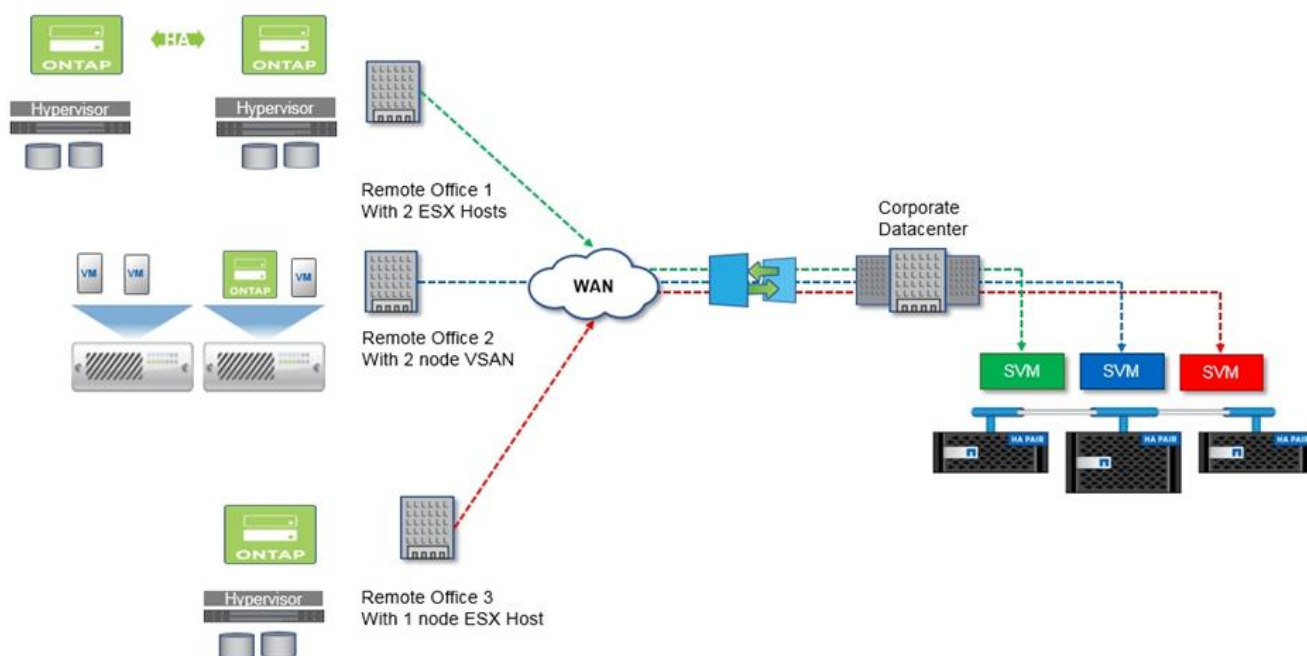 ONTAP
HA
ONTAP
Hypervisor
Hypervisor
Remote Office 1
With 2 ESX Hosts
VM
VM
ONTAP
VM
Remote Office 2
With 2 node VSAN
WAN
Corporate
Datacenter
SVM
SVM
SVM
HA PAIR
HA PAIR
HA PAIR
ONTAP
Hypervisor
Remote Office 3
With 1 node ESX Host